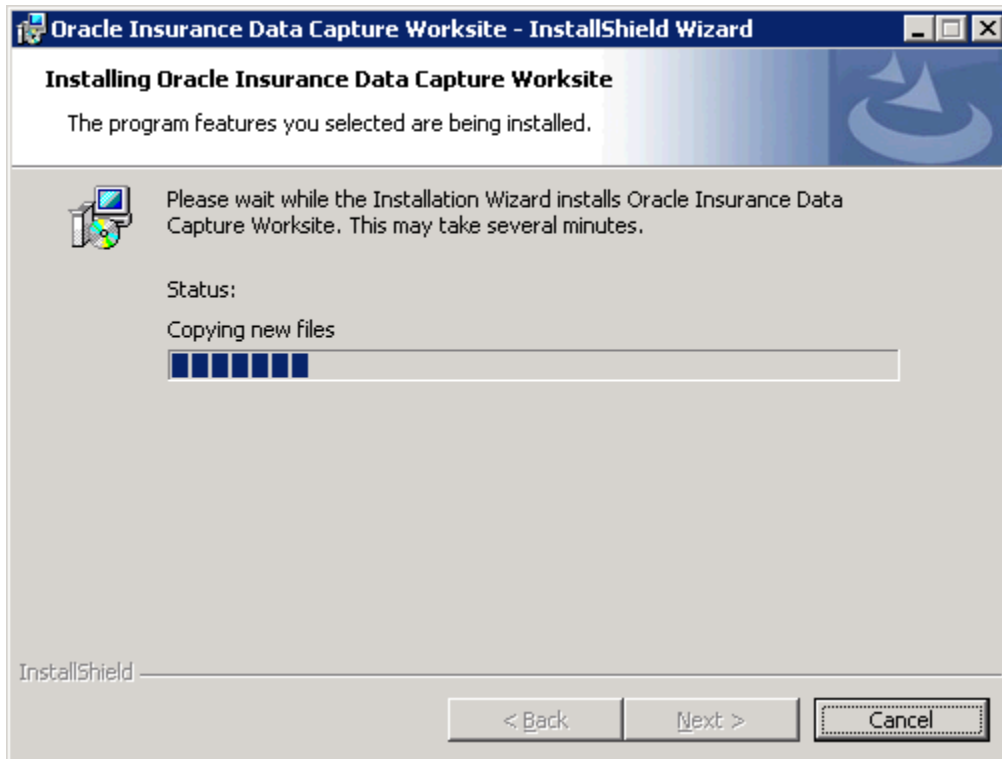 Oracle Insurance Data Capture Worksite - InstallShield Wizard
Installing Oracle Insurance Data Capture Worksite
The program features you selected are being installed.
Please wait while the Installation Wizard installs Oracle Insurance Data
Capture Worksite. This may take several minutes.
Status:
Copying new files
InstallShield
< Back Next > Cancel